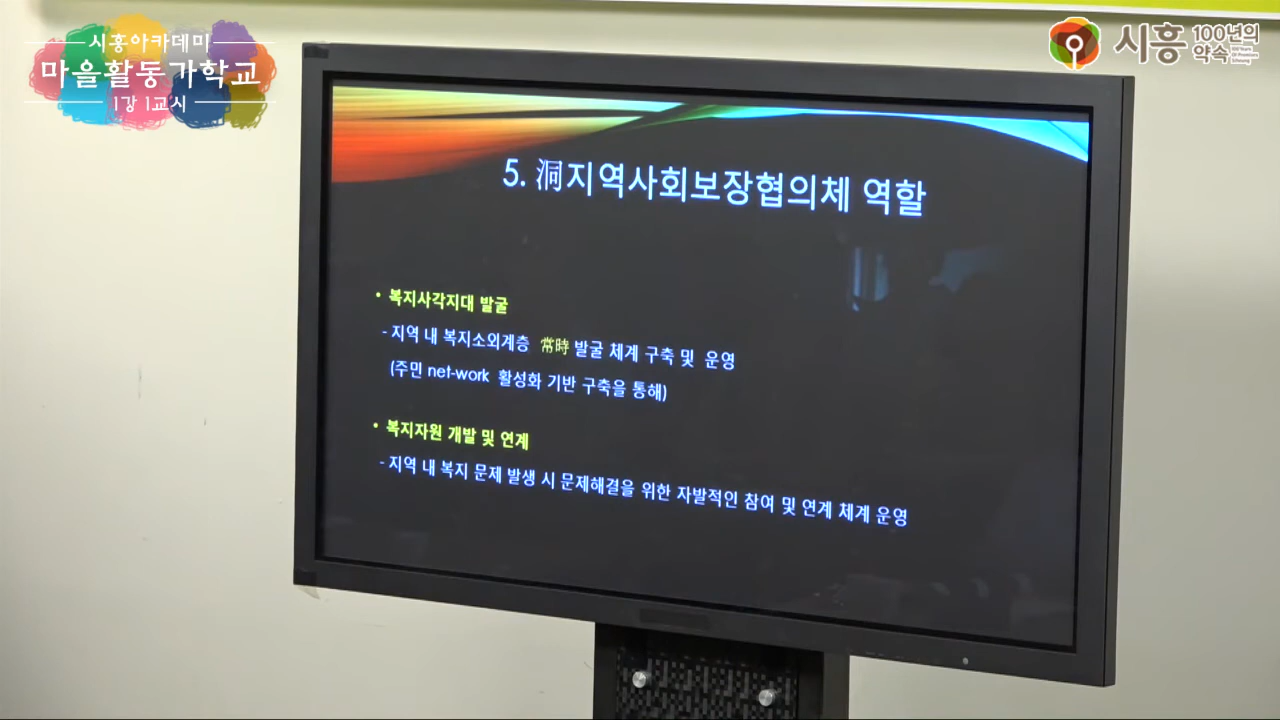 시흥아카데미
마을활동가학교
1강 1교시
시흥 100년의 약속
5. 洞지역사회보장협의체 역할
• 복지사각지대 발굴
- 지역 내 복지소외계층 常時 발굴 체계 구축 및 운영
(주민 net-work 활성화 기반 구축을 통해)
• 복지자원 개발 및 연계
- 지역 내 복지 문제 발생 시 문제해결을 위한 자발적인 참여 및 연계 체계 운영